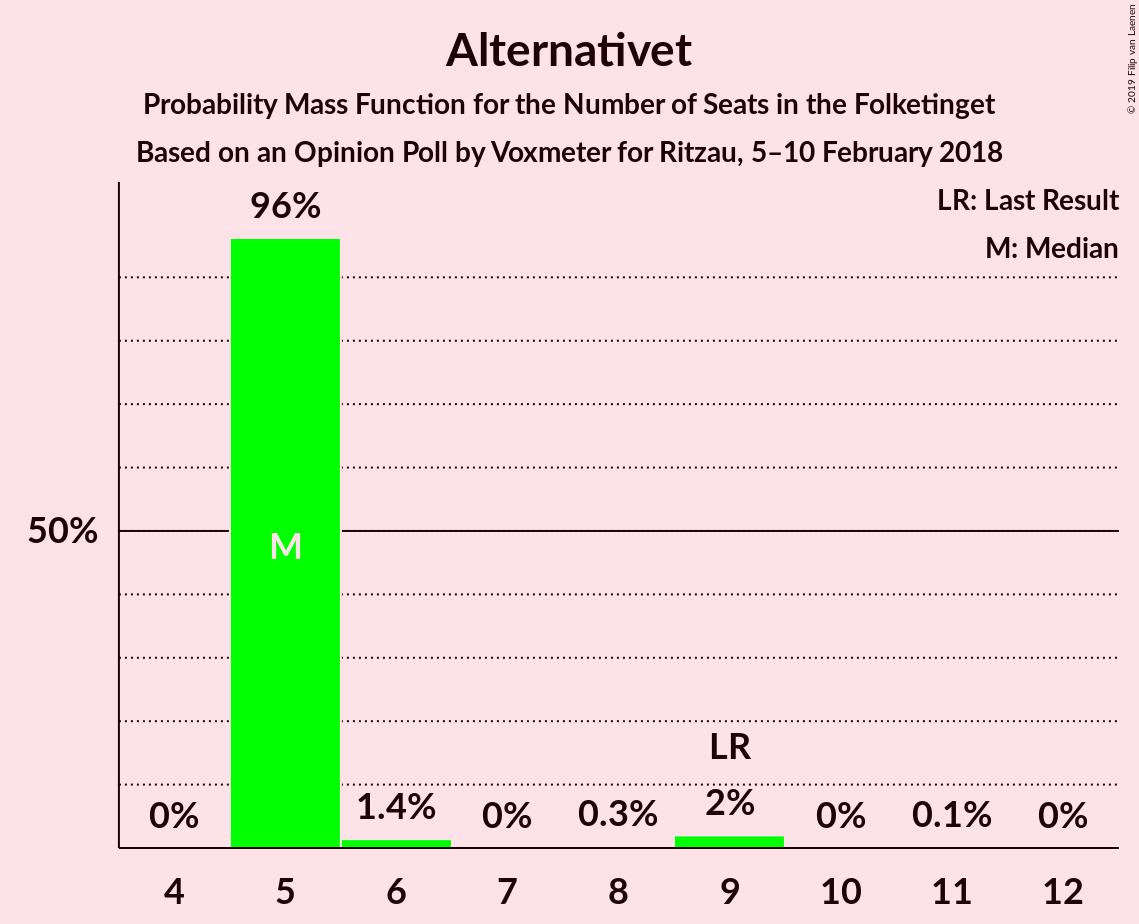 Alternativet
Probability Mass Function for the Number of Seats in the Folketinget
Based on an Opinion Poll by Voxmeter for Ritzau, 5–10 February 2018
© 2019 Filip van Laenen
LR: Last Result
M: Median
96%
50%
M
LR
0% 1.4% 0% 0.3% 2% 0% 0.1% 0%
4 5 6 7 8 9 10 11 12